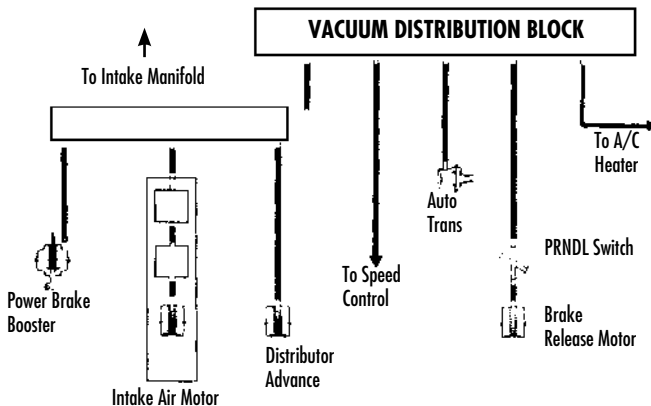 VACUUM DISTRIBUTION BLOCK
To Intake Manifold
To A/C
Heater
Auto
Trans
PRNDL Switch
To Speed
Control
Power Brake
Booster
Brake
Release Motor
Distributor
Advance
Intake Air Motor